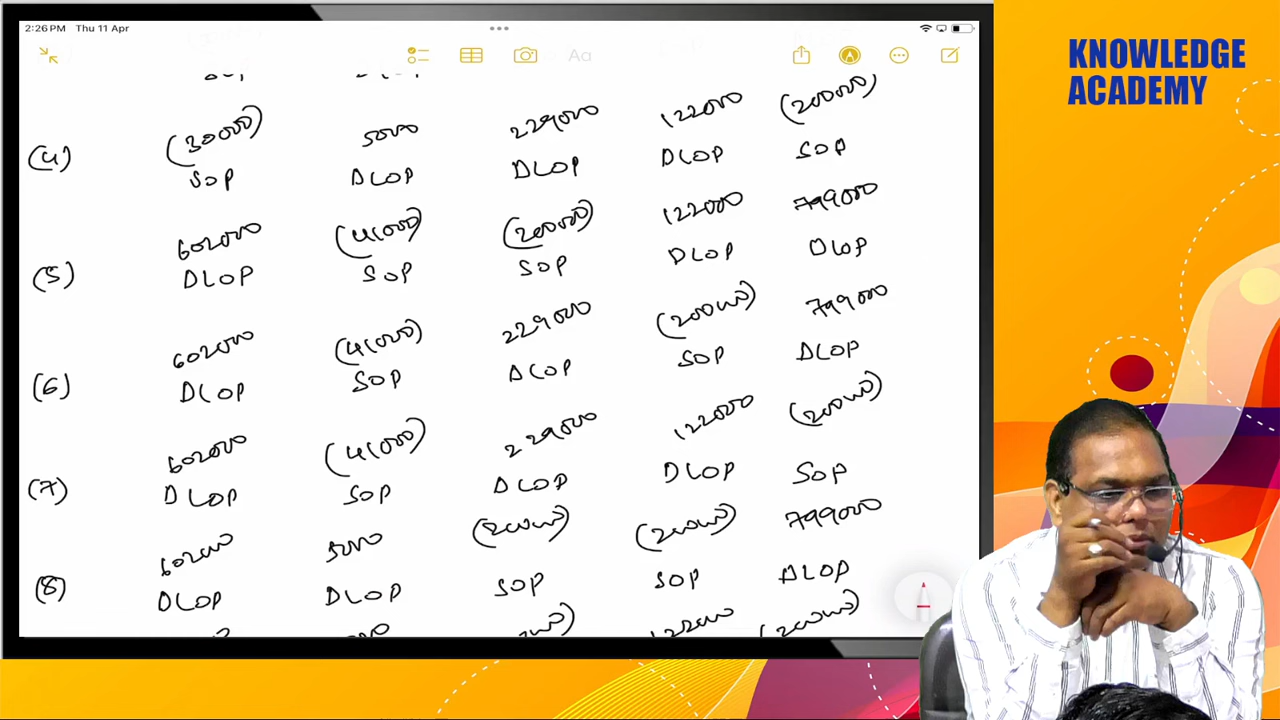 2:26 PM Thu 11 Apr
KNOWLEDGE
ACADEMY
Aa
(30000) 5000 229000 122000 (20000)
(4) SOP DLOP DLOP DLOP SOP
602000 (41000) (20000) 122000 799000
(5) DLOP SOP SOP DLOP DLOP
602000 (41000) 229000 (20000) 799000
(6) DLOP SOP DLOP SOP DLOP
602000 (41000) 229000 122000 (20000)
(7) DLOP SOP DLOP DLOP SOP
602000 5000 (20000) (20000) 799000
(8) DLOP DLOP SOP SOP DLOP